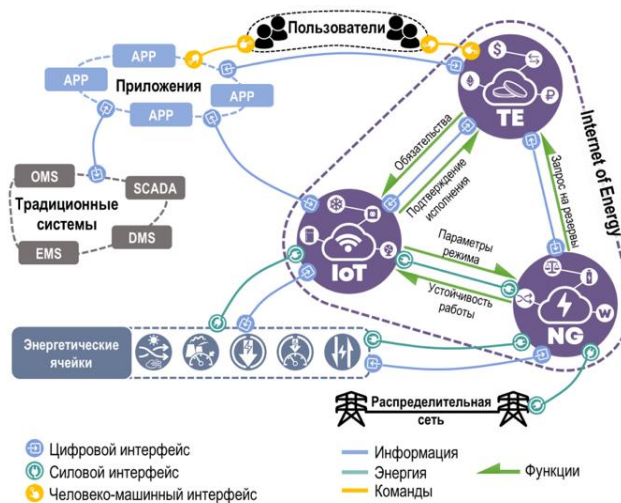 Пользователи
APP
APP
APP
APP
Приложения
$
₽
TE
Internet of Energy
Обязательства
Подтверждение
исполнения
Запрос на резервы
OMS
SCADA
Традиционные
системы
EMS
DMS
IoT
Параметры
режима
Устойчивость
работы
W
NG
Энергетические
ячейки
Распределительная
сеть
Цифровой интерфейс
Силовой интерфейс
Человеко-машинный интерфейс
Информация
Энергия
Команды
Функции